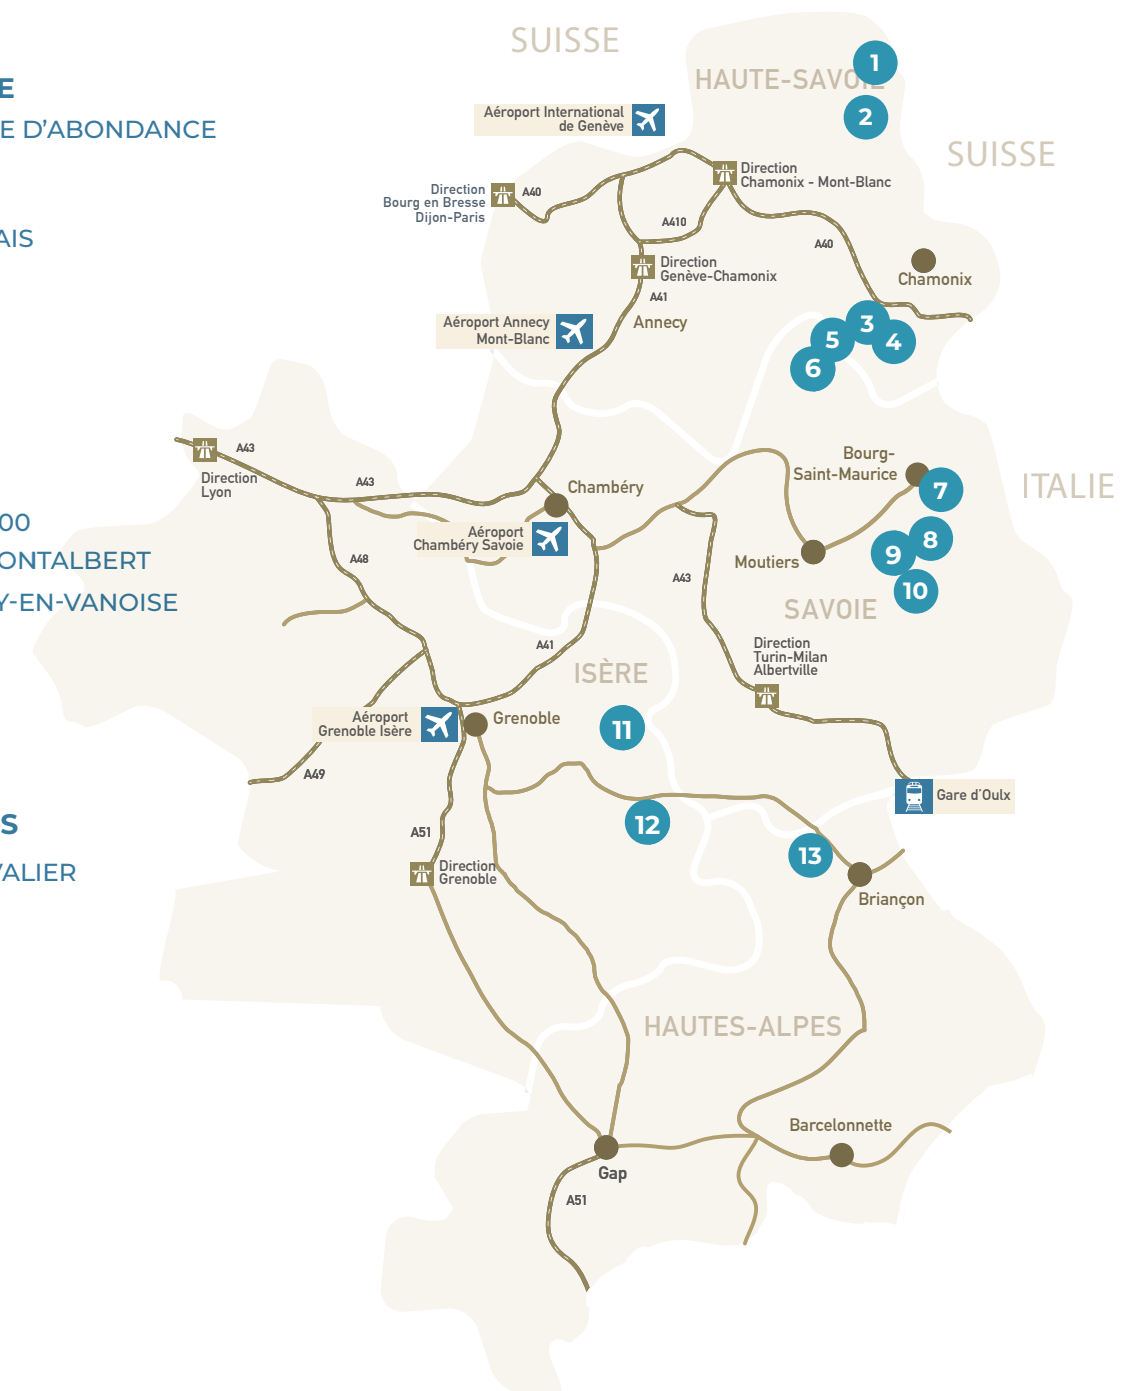 E
E D'ABONDANCE
AIS
00
ONTALBERT
Y-EN-VANOISE
S
VALIER
SUISSE
HAUTE-SAVOIE
1
2
Aéroport International
de Genève
SUISSE
Direction
Chamonix - Mont-Blanc
Direction
Bourg en Bresse
Dijon-Paris
A40
A410
A40
Direction
Genève-Chamonix
Chamonix
A41
Annecy
Aéroport Annecy
Mont-Blanc
3
4
5
6
A43
Direction
Lyon
A43
Bourg-
Saint-Maurice
7
ITALIE
Chambéry
Aéroport
Chambéry Savoie
8
9
10
A48
Moutiers
A43
SAVOIE
A41
Direction
Turin-Milan
Albertville
ISÈRE
Aéroport
Grenoble Isère
Grenoble
11
A49
Gare d'Oulx
12
A51
13
Direction
Grenoble
Briançon
HAUTES-ALPES
Barcelonnette
Gap
A51